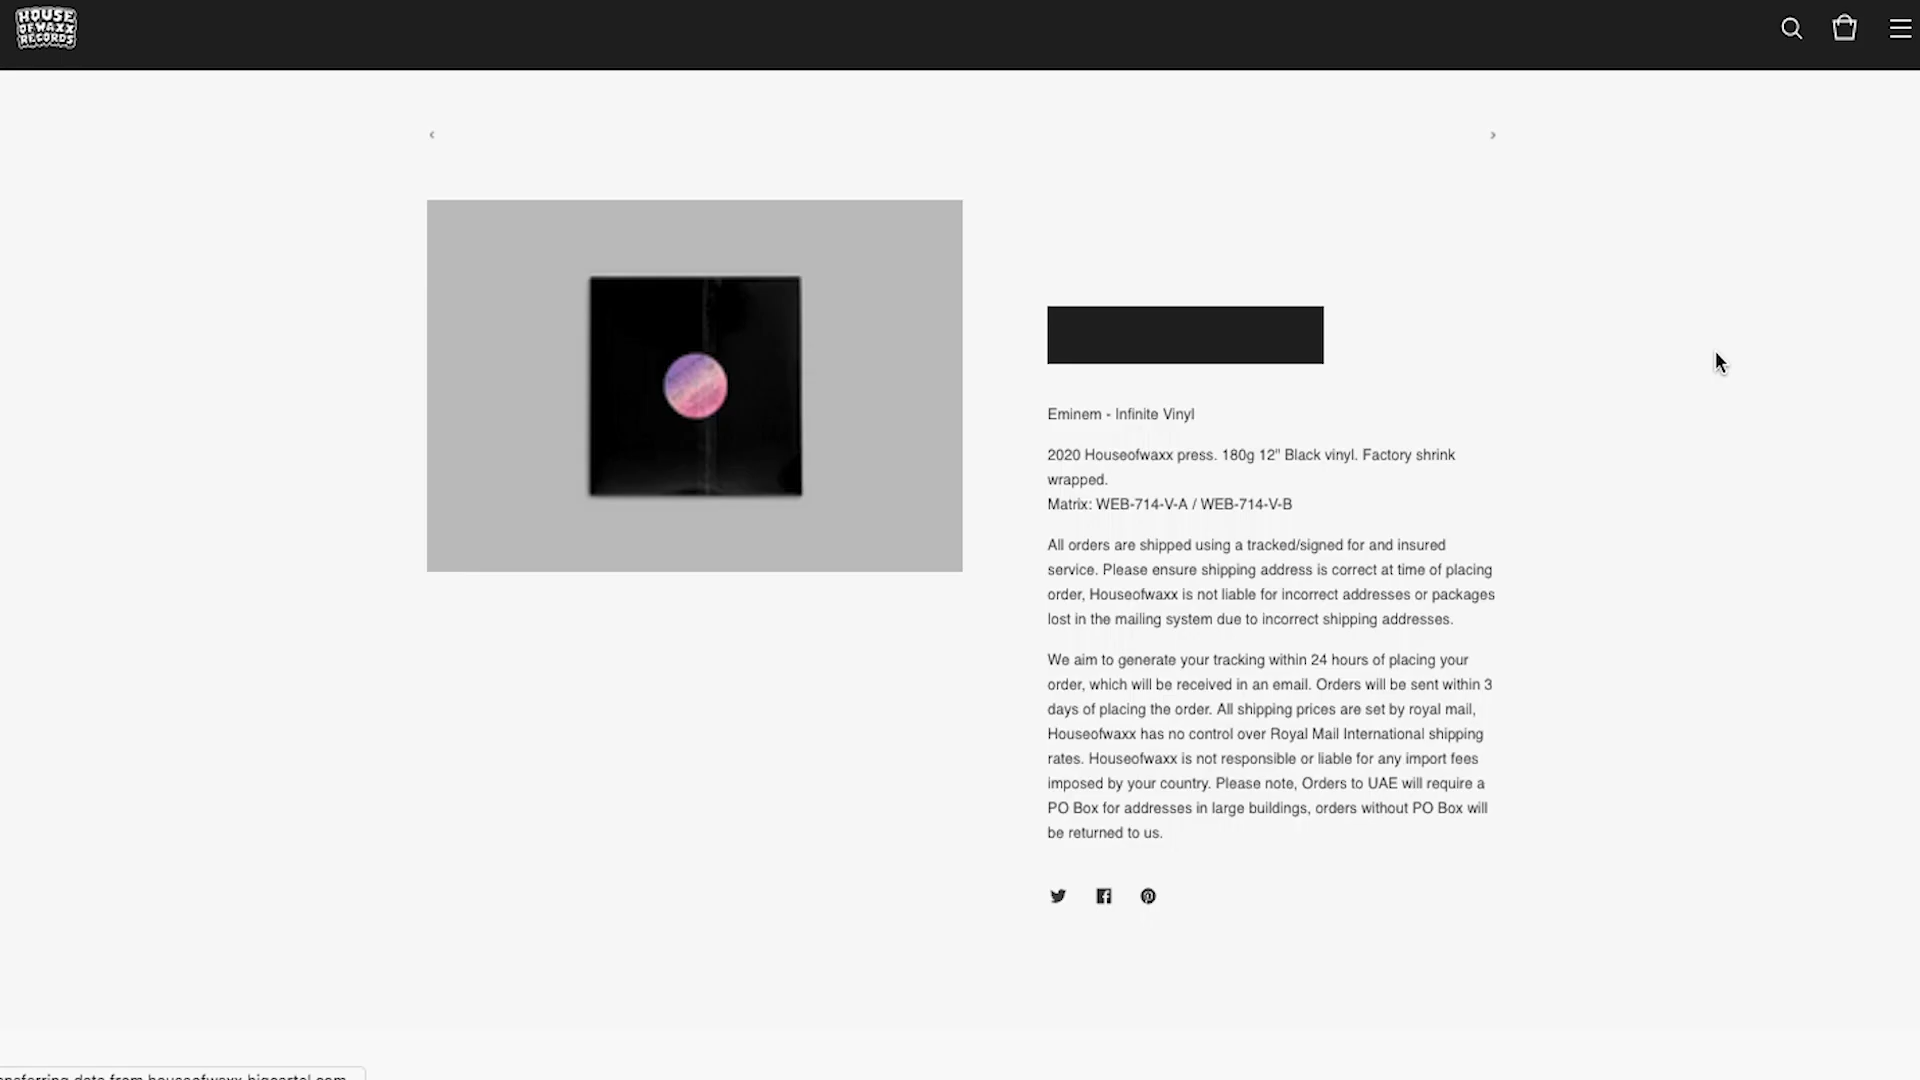 HOUSE
OF WAXX
RECORDS
‹
›
Eminem - Infinite Vinyl
2020 Houseofwaxx press. 180g 12" Black vinyl. Factory shrink
wrapped.
Matrix: WEB-714-V-A / WEB-714-V-B
All orders are shipped using a tracked/signed for and insured
service. Please ensure shipping address is correct at time of placing
order, Houseofwaxx is not liable for incorrect addresses or packages
lost in the mailing system due to incorrect shipping addresses.
We aim to generate your tracking within 24 hours of placing your
order, which will be received in an email. Orders will be sent within 3
days of placing the order. All shipping prices are set by royal mail,
Houseofwaxx has no control over Royal Mail International shipping
rates. Houseofwaxx is not responsible or liable for any import fees
imposed by your country. Please note, Orders to UAE will require a
PO Box for addresses in large buildings, orders without PO Box will
be returned to us.
data from houseofwaxx.bigcartel.com